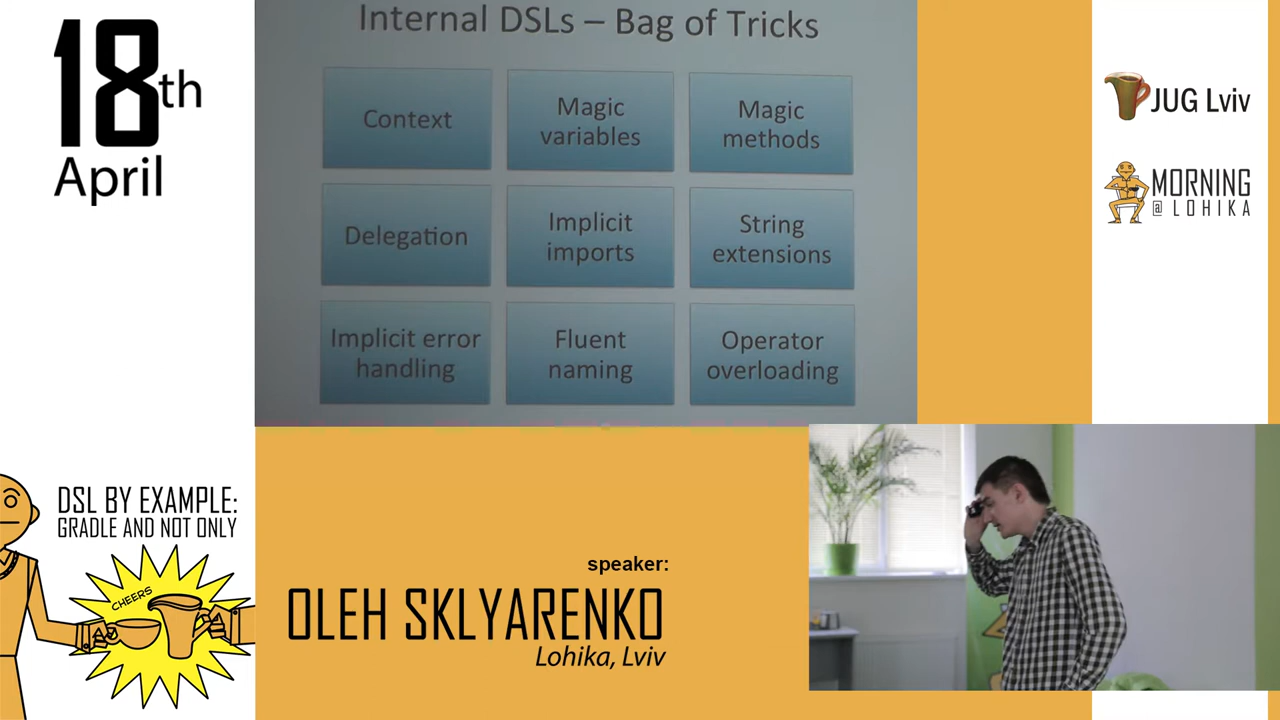 18th
April
Internal DSLs – Bag of Tricks
Context
Magic
variables
Magic
methods
Delegation
Implicit
imports
String
extensions
Implicit error
handling
Fluent
naming
Operator
overloading
JUG Lviv
MORNING
@ LOHIKA
DSL BY EXAMPLE:
GRADLE AND NOT ONLY
CHEERS
speaker:
OLEH SKLYARENKO
Lohika, Lviv